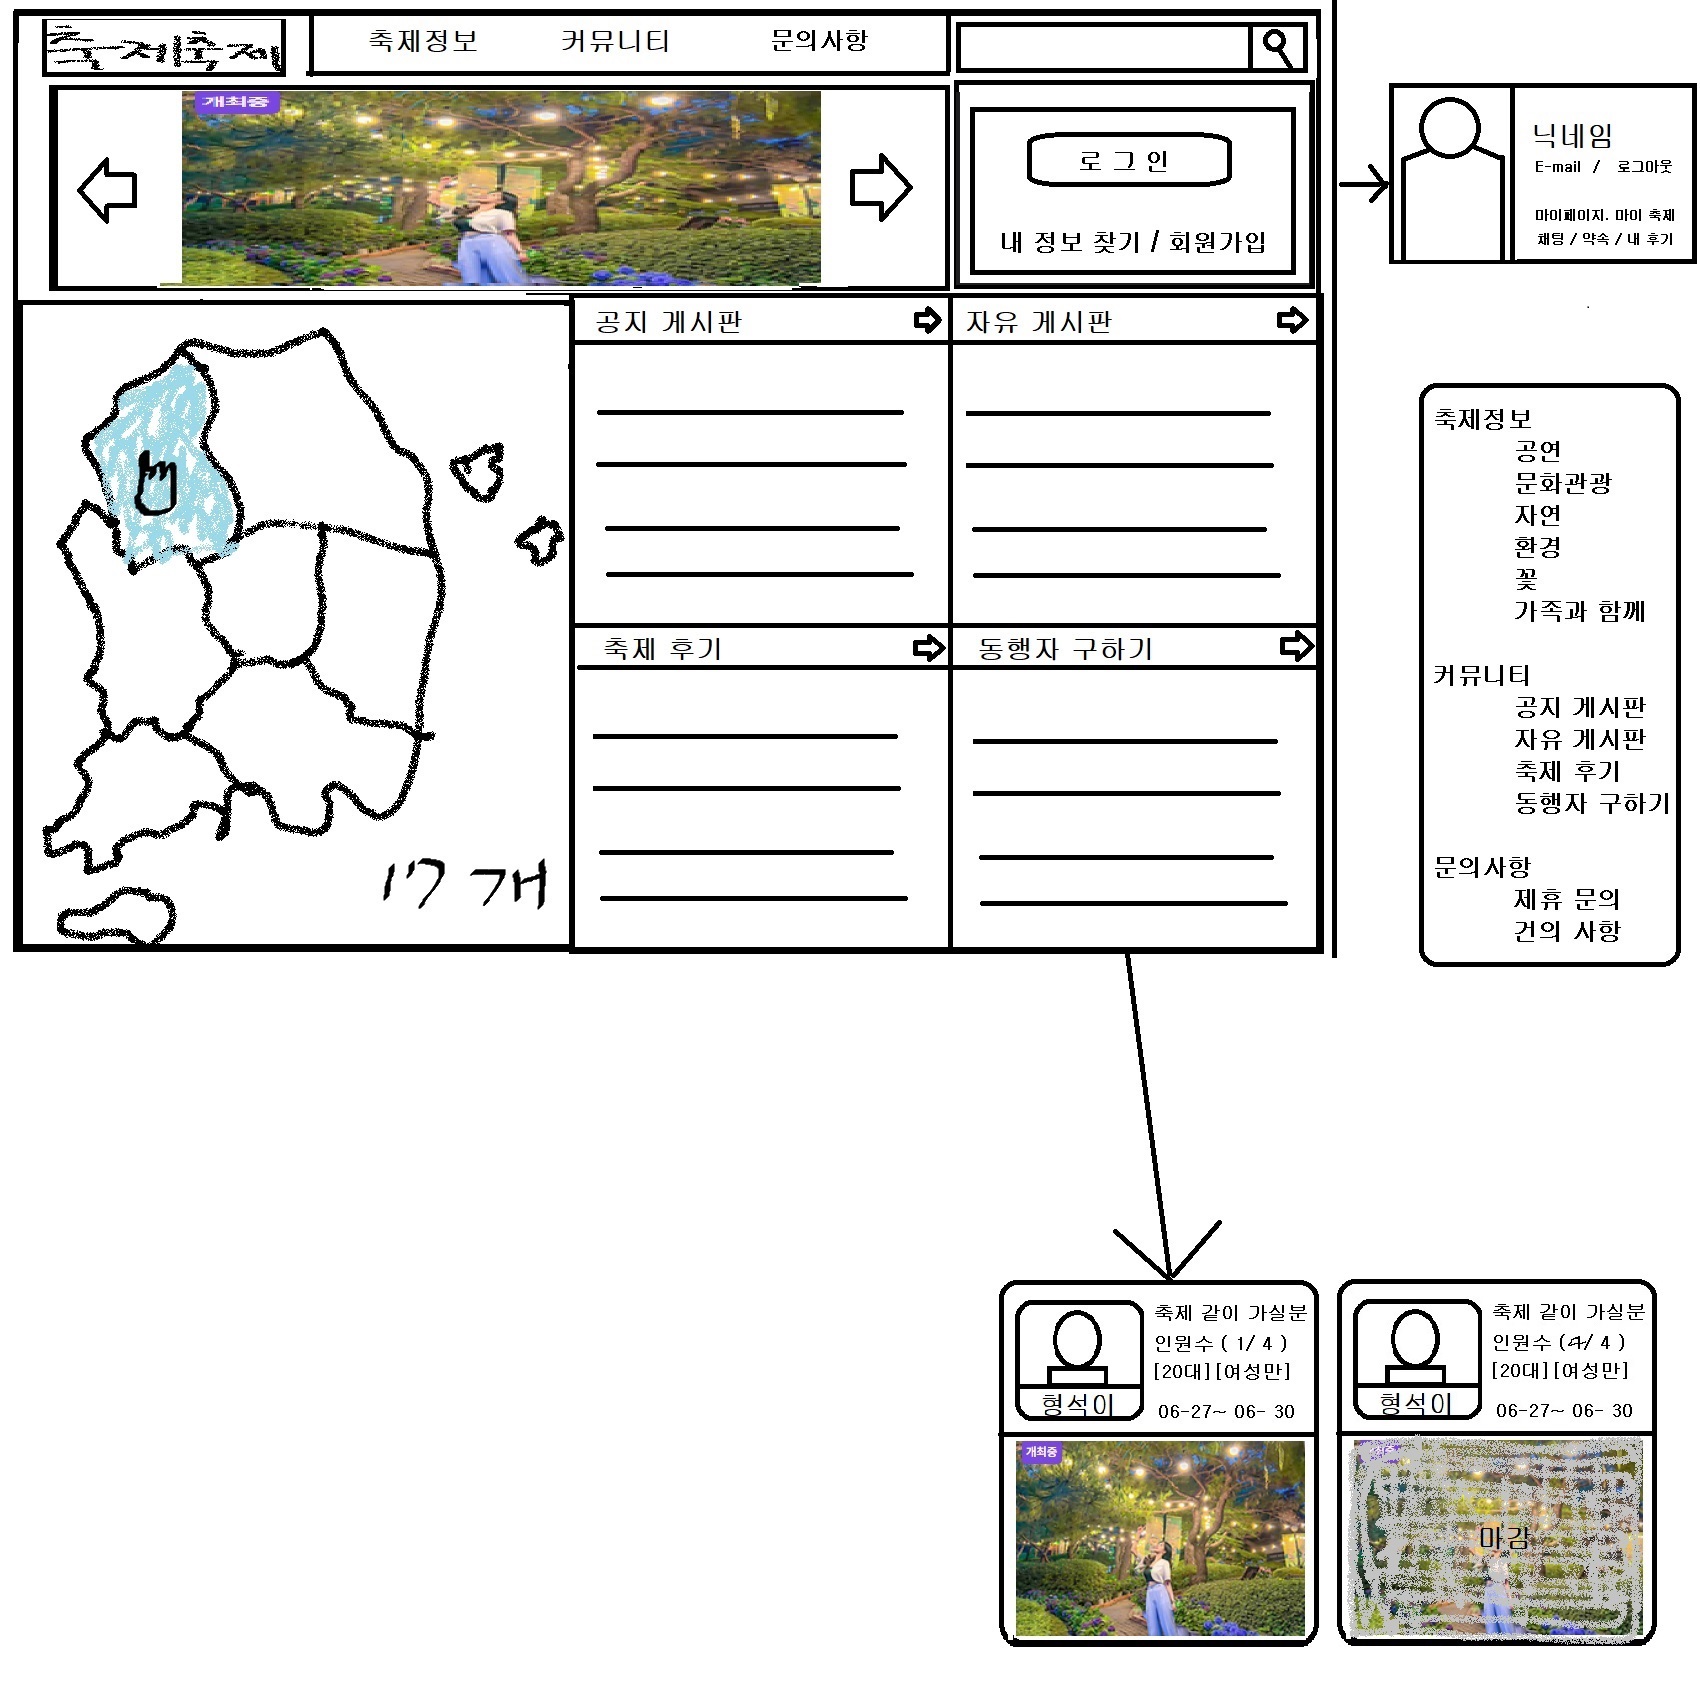 축제축제
축제정보 커뮤니티 문의사항
개최중
로그인
내 정보 찾기 / 회원가입
닉네임
E-mail / 로그아웃
마이페이지. 마이 축제
채팅 / 약속 / 내 후기
공지 게시판
자유 게시판
축제 후기
동행자 구하기
17개
축제정보
공연
문화관광
자연
환경
꽃
가족과 함께
커뮤니티
공지 게시판
자유 게시판
축제 후기
동행자 구하기
문의사항
제휴 문의
건의 사항
축제 같이 가실분
인원수 ( 1/ 4 )
[20대][여성만]
06-27~ 06- 30
형석이
개최중
축제 같이 가실분
인원수 (4/ 4 )
[20대][여성만]
06-27~ 06- 30
형석이
개최중
마감